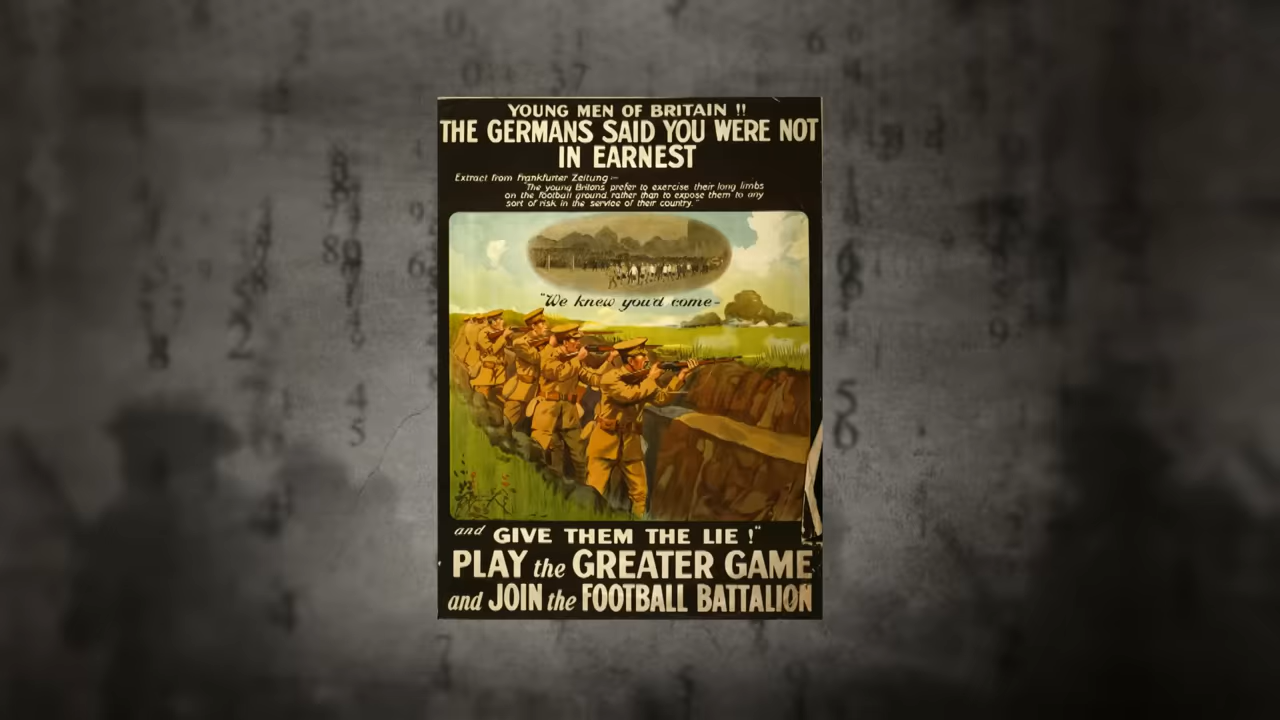 YOUNG MEN OF BRITAIN !!
THE GERMANS SAID YOU WERE NOT
IN EARNEST
Extract from Frankfurter Zeitung :—
"The young Britons prefer to exercise their long limbs
on the football ground rather than to expose them to any
sort of risk in the service of their country."
"We knew you'd come-
and GIVE THEM THE LIE !"
PLAY the GREATER GAME
and JOIN the FOOTBALL BATTALION